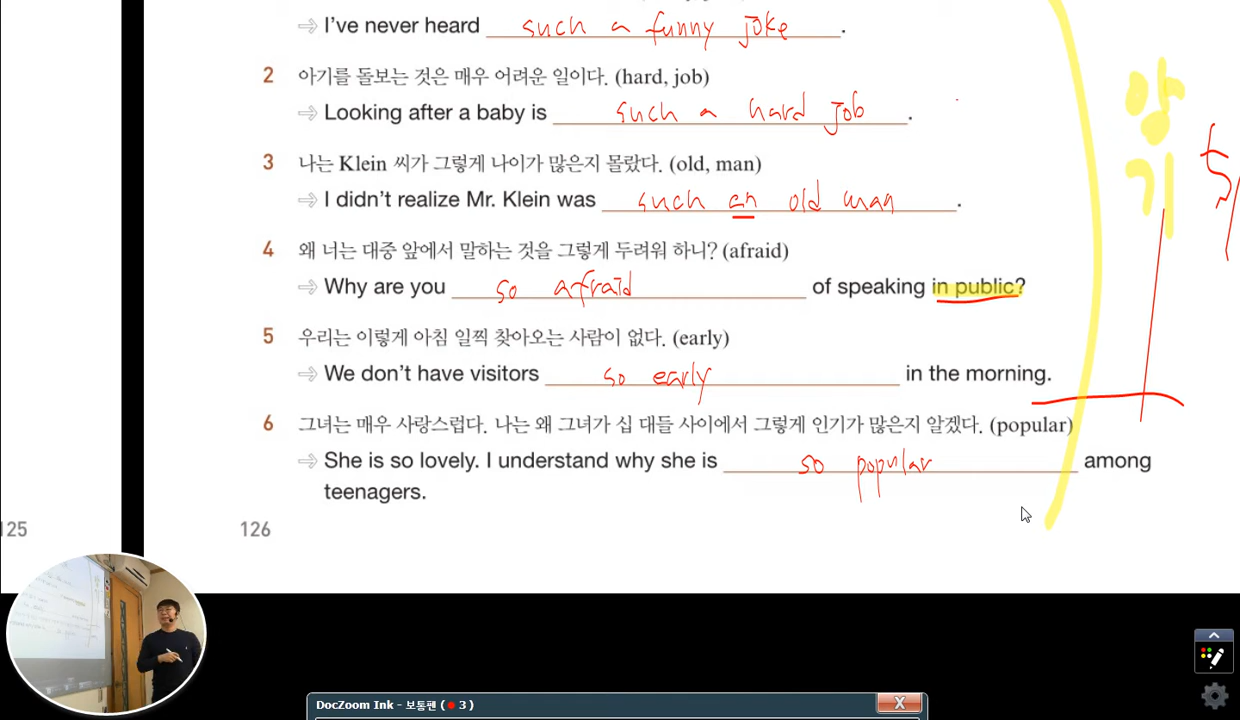 ⇨ I've never heard such a funny joke.
2 아기를 돌보는 것은 매우 어려운 일이다. (hard, job)
⇨ Looking after a baby is such a hard job.
3 나는 Klein 씨가 그렇게 나이가 많은지 몰랐다. (old, man)
⇨ I didn't realize Mr. Klein was such an old man.
4 왜 너는 대중 앞에서 말하는 것을 그렇게 두려워 하니? (afraid)
⇨ Why are you so afraid of speaking in public?
5 우리는 이렇게 아침 일찍 찾아오는 사람이 없다. (early)
⇨ We don't have visitors so early in the morning.
6 그녀는 매우 사랑스럽다. 나는 왜 그녀가 십 대들 사이에서 그렇게 인기가 많은지 알겠다. (popular)
⇨ She is so lovely. I understand why she is so popular among
teenagers.
암
기
125
126
DocZoom Ink - 보통펜 ( 3 )
X